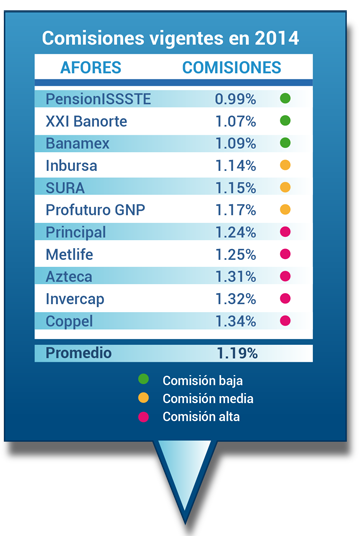 Comisiones vigentes en 2014
AFORES COMISIONES
PensionISSSTE 0.99%
XXI Banorte 1.07%
Banamex 1.09%
Inbursa 1.14%
SURA 1.15%
Profuturo GNP 1.17%
Principal 1.24%
Metlife 1.25%
Azteca 1.31%
Invercap 1.32%
Coppel 1.34%
Promedio 1.19%
Comisión baja
Comisión media
Comisión alta